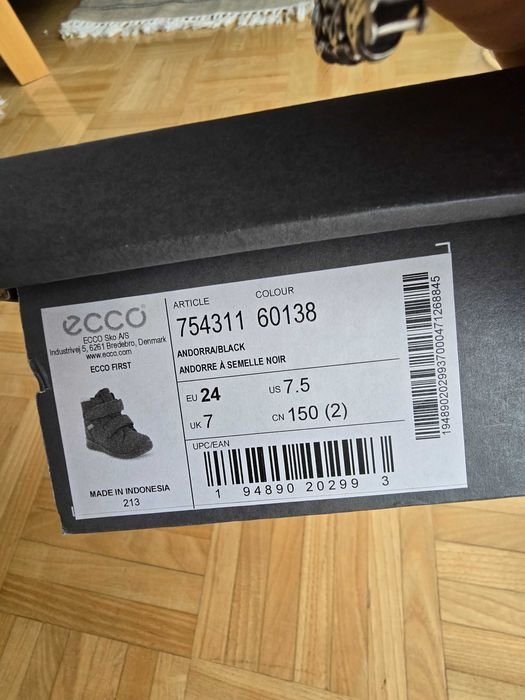 ecco
ECCO Sko A/S
Industrivej 5, 6261 Bredebro, Denmark
www.ecco.com
ECCO FIRST
MADE IN INDONESIA
213
ARTICLE COLOUR
754311 60138
ANDORRA/BLACK
ANDORRE À SEMELLE NOIR
EU 24 US 7.5
UK 7 CN 150 (2)
UPC/EAN
1 94890 20299 3
194890202993700047126845